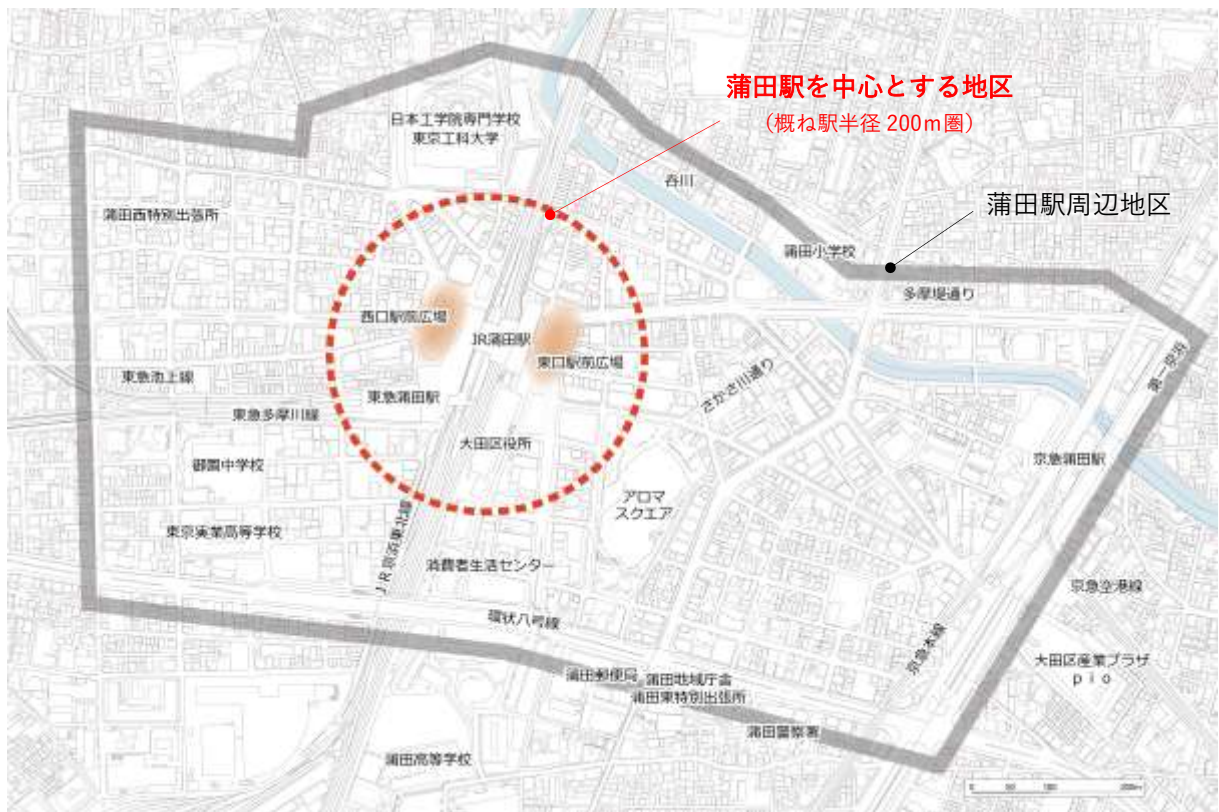 蒲田駅を中心とする地区
（概ね駅半径 200m圏）
日本工学院専門学校
東京工科大学
呑川
蒲田駅周辺地区
蒲田西特別出張所
蒲田小学校
多摩堤通り
西口駅前広場
JR蒲田駅
東口駅前広場
第一京浜
東急池上線
東急蒲田駅
さかさ川通り
東急多摩川線
大田区役所
京急蒲田駅
御園中学校
アロマ
スクエア
東京実業高等学校
JR京浜東北線
消費者生活センター
京急空港線
環状八号線
京急本線
大田区産業プラザ
pio
蒲田郵便局
蒲田地域庁舎
蒲田東特別出張所
蒲田警察署
蒲田高等学校
0 50 100 200m